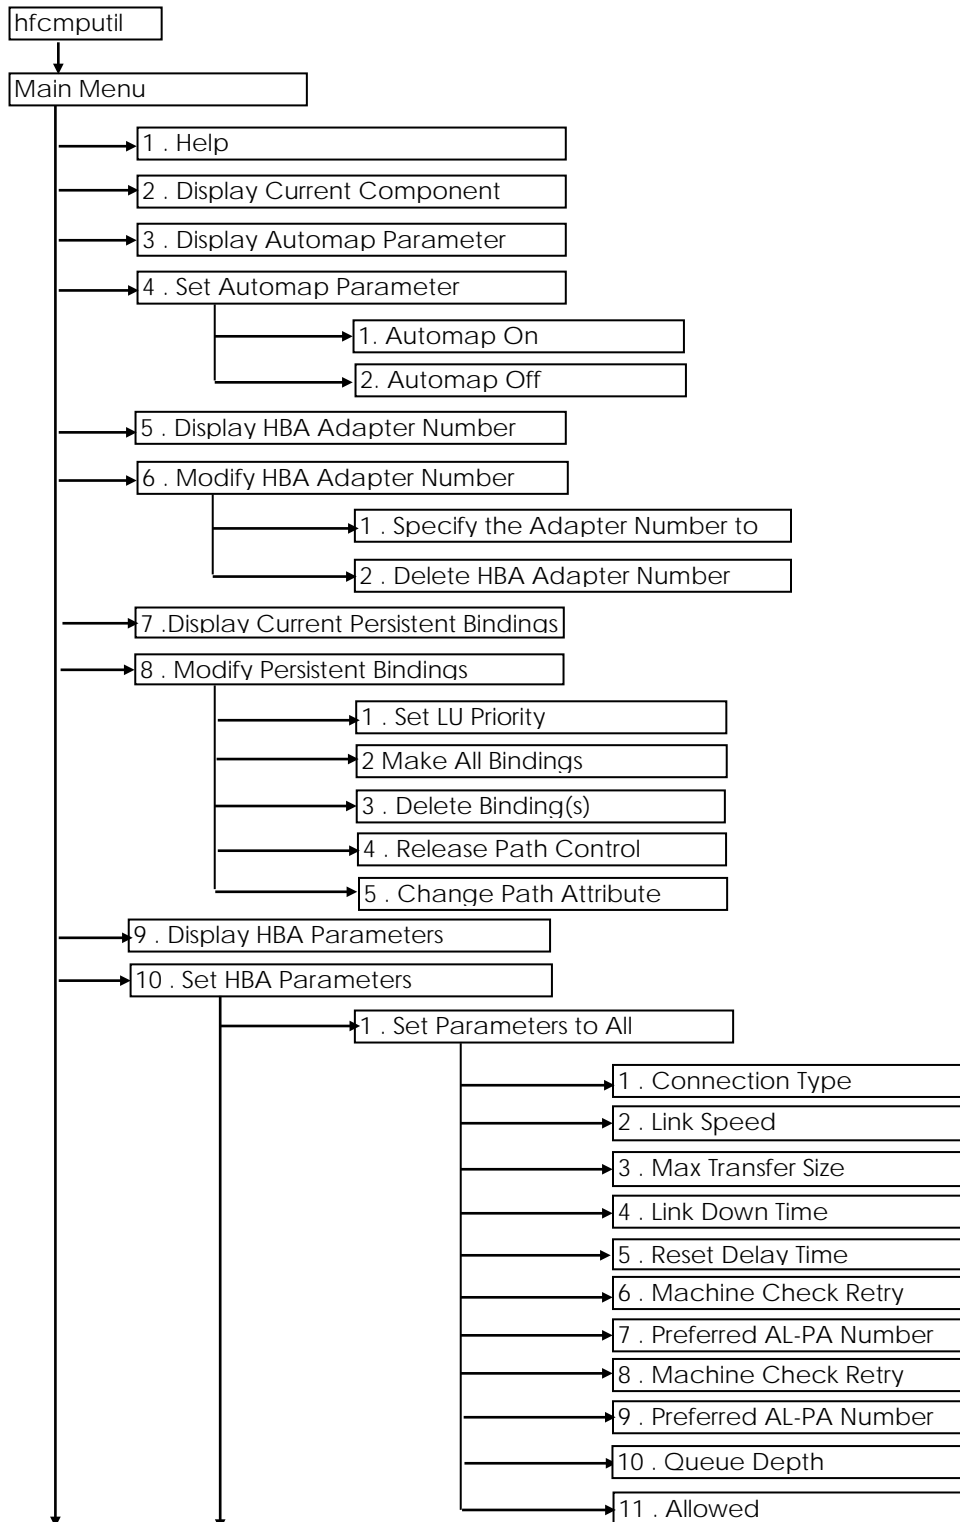 hfcmputil
Main Menu
1 . Help
2 . Display Current Component
3 . Display Automap Parameter
4 . Set Automap Parameter
1. Automap On
2. Automap Off
5 . Display HBA Adapter Number
6 . Modify HBA Adapter Number
1 . Specify the Adapter Number to
2 . Delete HBA Adapter Number
7 .Display Current Persistent Bindings
8 . Modify Persistent Bindings
1 . Set LU Priority
2 Make All Bindings
3 . Delete Binding(s)
4 . Release Path Control
5 . Change Path Attribute
9 . Display HBA Parameters
10 . Set HBA Parameters
1 . Set Parameters to All
1 . Connection Type
2 . Link Speed
3 . Max Transfer Size
4 . Link Down Time
5 . Reset Delay Time
6 . Machine Check Retry
7 . Preferred AL-PA Number
8 . Machine Check Retry
9 . Preferred AL-PA Number
10 . Queue Depth
11 . Allowed